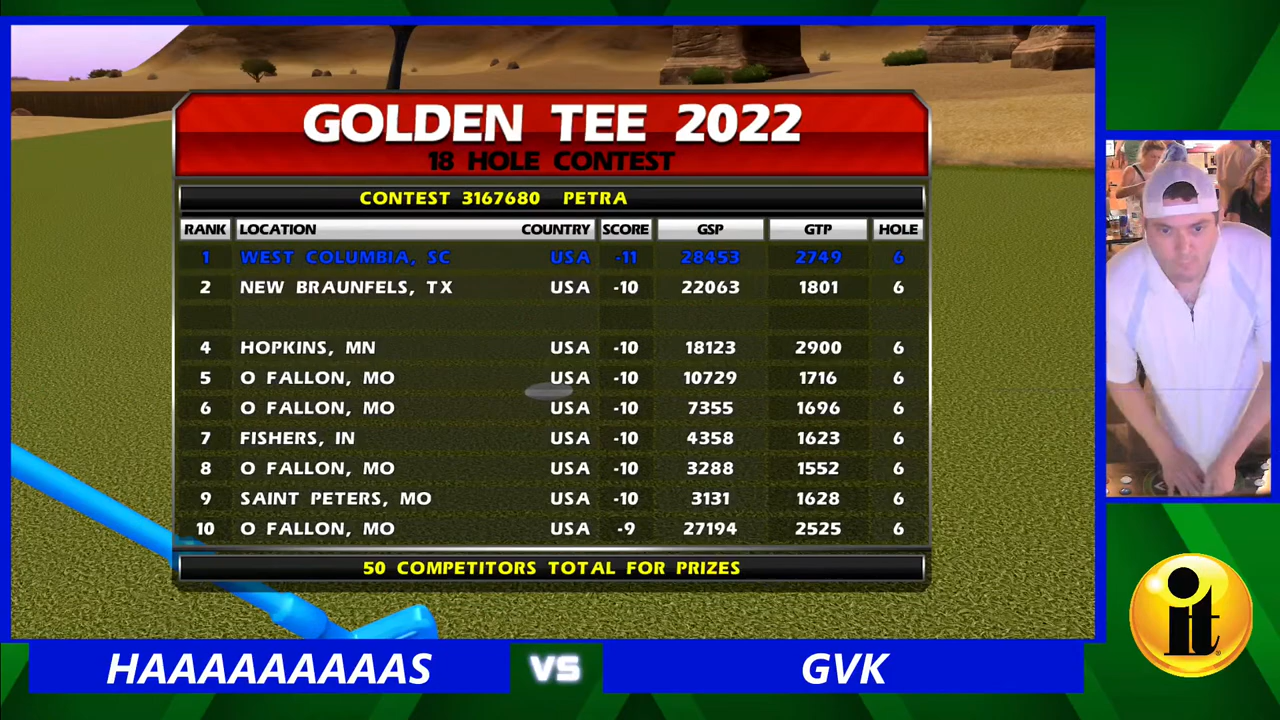 GOLDEN TEE 2022
18 HOLE CONTEST
CONTEST 3167680 PETRA
RANK LOCATION COUNTRY SCORE GSP GTP HOLE
1 WEST COLUMBIA, SC USA -11 28453 2749 6
2 NEW BRAUNFELS, TX USA -10 22063 1801 6
4 HOPKINS, MN USA -10 18123 2900 6
5 O FALLON, MO USA -10 10729 1716 6
6 O FALLON, MO USA -10 7355 1696 6
7 FISHERS, IN USA -10 4358 1623 6
8 O FALLON, MO USA -10 3288 1552 6
9 SAINT PETERS, MO USA -10 3131 1628 6
10 O FALLON, MO USA -9 27194 2525 6
50 COMPETITORS TOTAL FOR PRIZES
HAAAAAAAAAS VS GVK
it